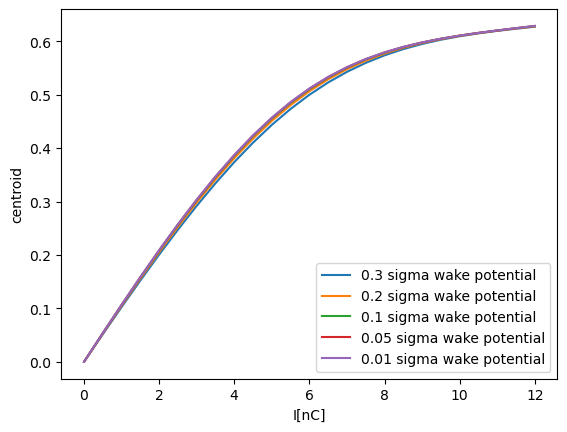 0.6
0.5
0.4
0.3
0.2
0.1
0.0
centroid
0.3 sigma wake potential
0.2 sigma wake potential
0.1 sigma wake potential
0.05 sigma wake potential
0.01 sigma wake potential
0 2 4 6 8 10 12
I[nC]